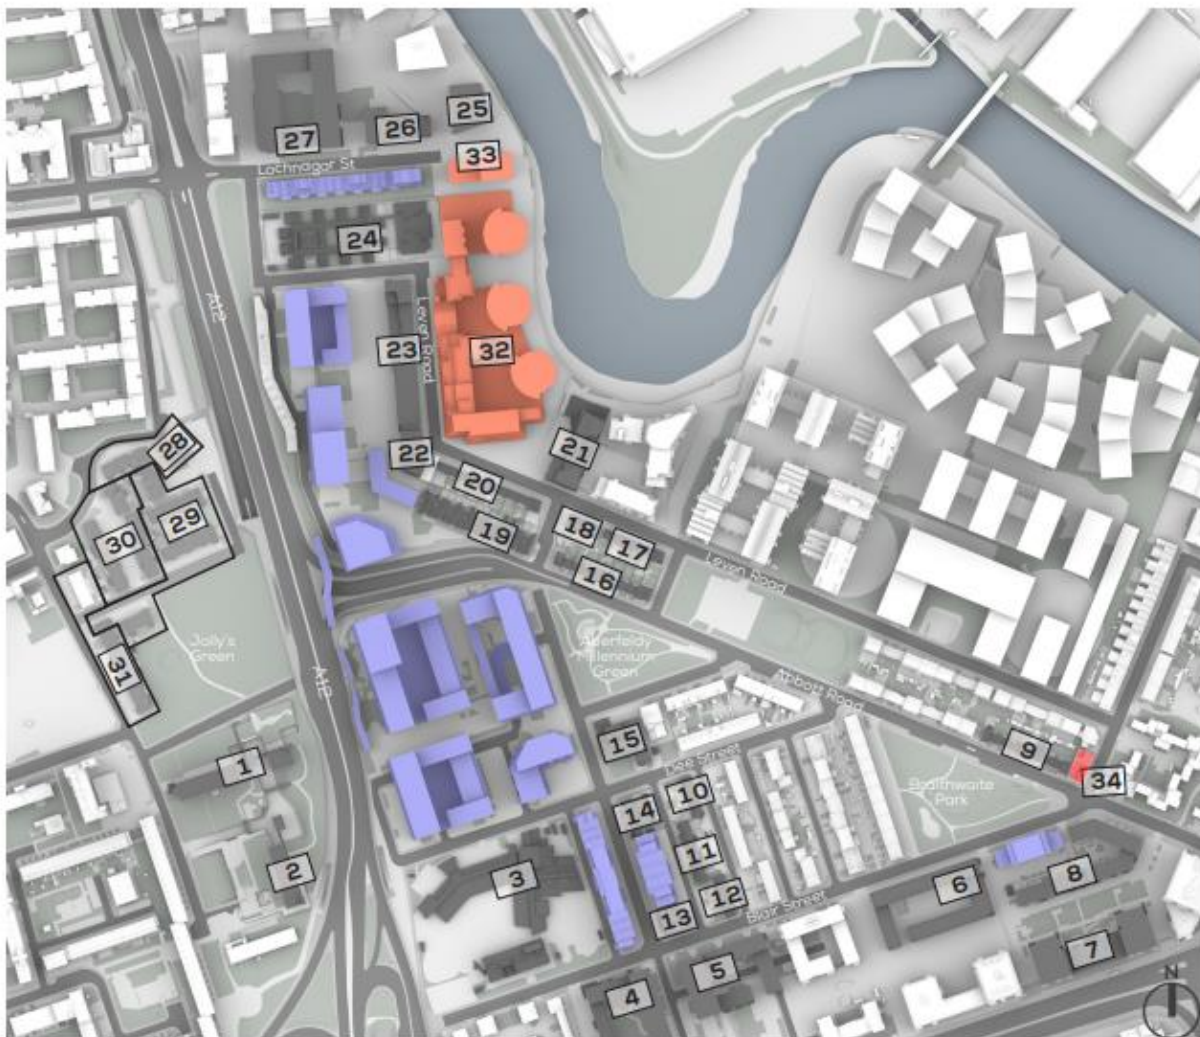 25
26
27
33
Lochnagar St
24
A12
Leven Road
23
32
28
22
21
20
29
30
19
18
17
16
Leven Road
Jolly's
Green
Aberfeldy
Millennium
Green
31
A12
Abbott Road
15
Dee Street
9
34
1
10
Braithwaite
Park
14
11
2
3
6
8
12
Blair Street
13
7
5
4
N